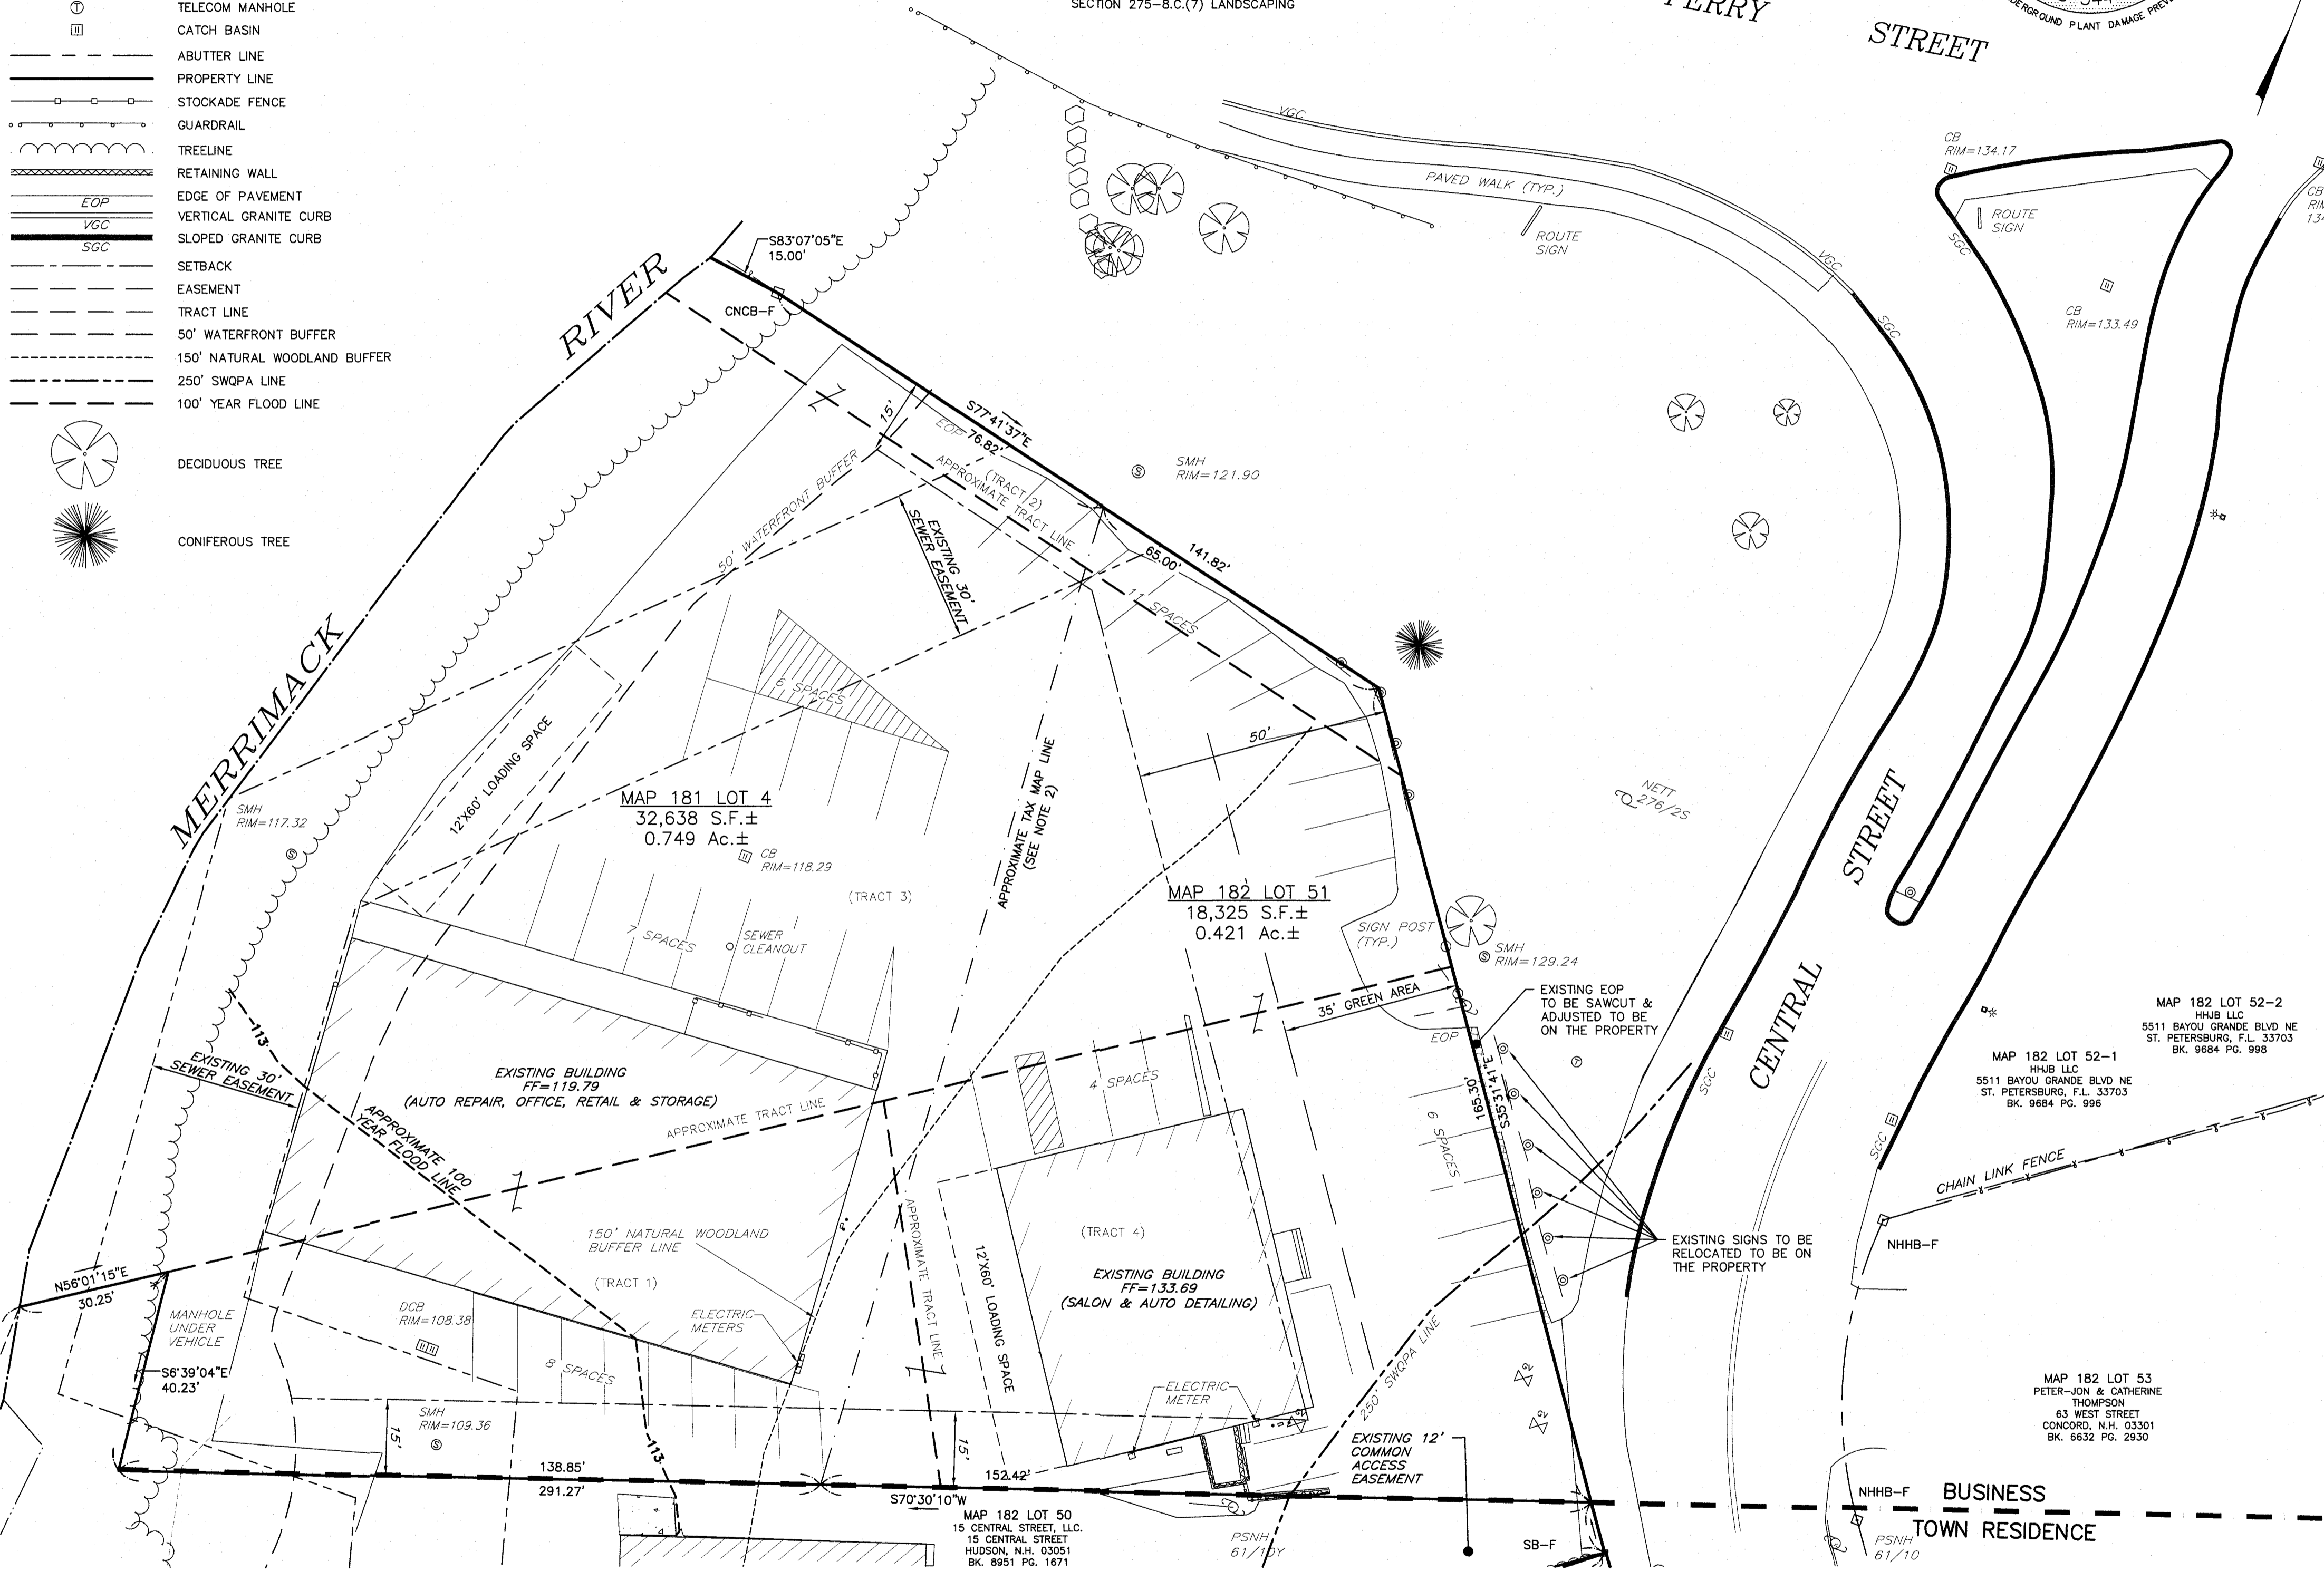 TELECOM MANHOLE
CATCH BASIN
ABUTTER LINE
PROPERTY LINE
STOCKADE FENCE
GUARDRAIL
TREELINE
RETAINING WALL
EDGE OF PAVEMENT
EOP
VERTICAL GRANITE CURB
VGC
SLOPED GRANITE CURB
SGC
SETBACK
EASEMENT
TRACT LINE
50' WATERFRONT BUFFER
150' NATURAL WOODLAND BUFFER
250' SWQPA LINE
100' YEAR FLOOD LINE
DECIDUOUS TREE
CONIFEROUS TREE
SECTION 275-8.C.(7) LANDSCAPING
STREET
PLANT DAMAGE
VGC
PAVED WALK (TYP.)
ROUTE
SIGN
VGC
SGC
CB
RIM=134.17
ROUTE
SIGN
SGC
CB
RIM=133.49
CB
S83°07'05"E
15.00'
CNCB-F
RIVER
MERRIMACK
15'
S77°41'37"E
EOP
76.82'
(TRACT 2)
APPROXIMATE TRACT LINE
50' WATERFRONT BUFFER
EXISTING 30'
SEWER EASEMENT
SMH
RIM=121.90
65.00'
141.82'
11 SPACES
6 SPACES
12'X60' LOADING SPACE
50'
SMH
RIM=117.32
MAP 181 LOT 4
32,638 S.F.±
0.749 Ac.±
CB
RIM=118.29
(TRACT 3)
7 SPACES
SEWER
CLEANOUT
APPROXIMATE TAX MAP LINE
(SEE NOTE 2)
MAP 182 LOT 51
18,325 S.F.±
0.421 Ac.±
SIGN POST
(TYP.)
NETT
276/2S
SMH
RIM=129.24
STREET
CENTRAL
35' GREEN AREA
EXISTING EOP
TO BE SAWCUT &
ADJUSTED TO BE
ON THE PROPERTY
EOP
165.30'
S35°31'41"E
6 SPACES
4 SPACES
SGC
SGC
MAP 182 LOT 52-2
HHJB LLC
5511 BAYOU GRANDE BLVD NE
ST. PETERSBURG, F.L. 33703
BK. 9684 PG. 998
MAP 182 LOT 52-1
HHJB LLC
5511 BAYOU GRANDE BLVD NE
ST. PETERSBURG, F.L. 33703
BK. 9684 PG. 996
CHAIN LINK FENCE
NHHB-F
EXISTING SIGNS TO BE
RELOCATED TO BE ON
THE PROPERTY
113
EXISTING 30'
SEWER EASEMENT
EXISTING BUILDING
FF=119.79
(AUTO REPAIR, OFFICE, RETAIL & STORAGE)
APPROXIMATE TRACT LINE
APPROXIMATE 100
YEAR FLOOD LINE
150' NATURAL WOODLAND
BUFFER LINE
(TRACT 1)
ELECTRIC
METERS
APPROXIMATE TRACT LINE
12'X60' LOADING SPACE
(TRACT 4)
EXISTING BUILDING
FF=133.69
(SALON & AUTO DETAILING)
ELECTRIC
METER
250' SWQPA LINE
N56°01'15"E
30.25'
MANHOLE
UNDER
VEHICLE
S6°39'04"E
40.23'
DCB
RIM=108.38
8 SPACES
SMH
RIM=109.36
15'
113
15'
138.85'
291.27'
152.42'
S70°30'10"W
MAP 182 LOT 50
15 CENTRAL STREET, LLC.
15 CENTRAL STREET
HUDSON, N.H. 03051
BK. 8951 PG. 1671
EXISTING 12'
COMMON
ACCESS
EASEMENT
PSNH
61/10Y
SB-F
MAP 182 LOT 53
PETER-JON & CATHERINE
THOMPSON
63 WEST STREET
CONCORD, N.H. 03301
BK. 6632 PG. 2930
NHHB-F
BUSINESS
TOWN RESIDENCE
PSNH
61/10